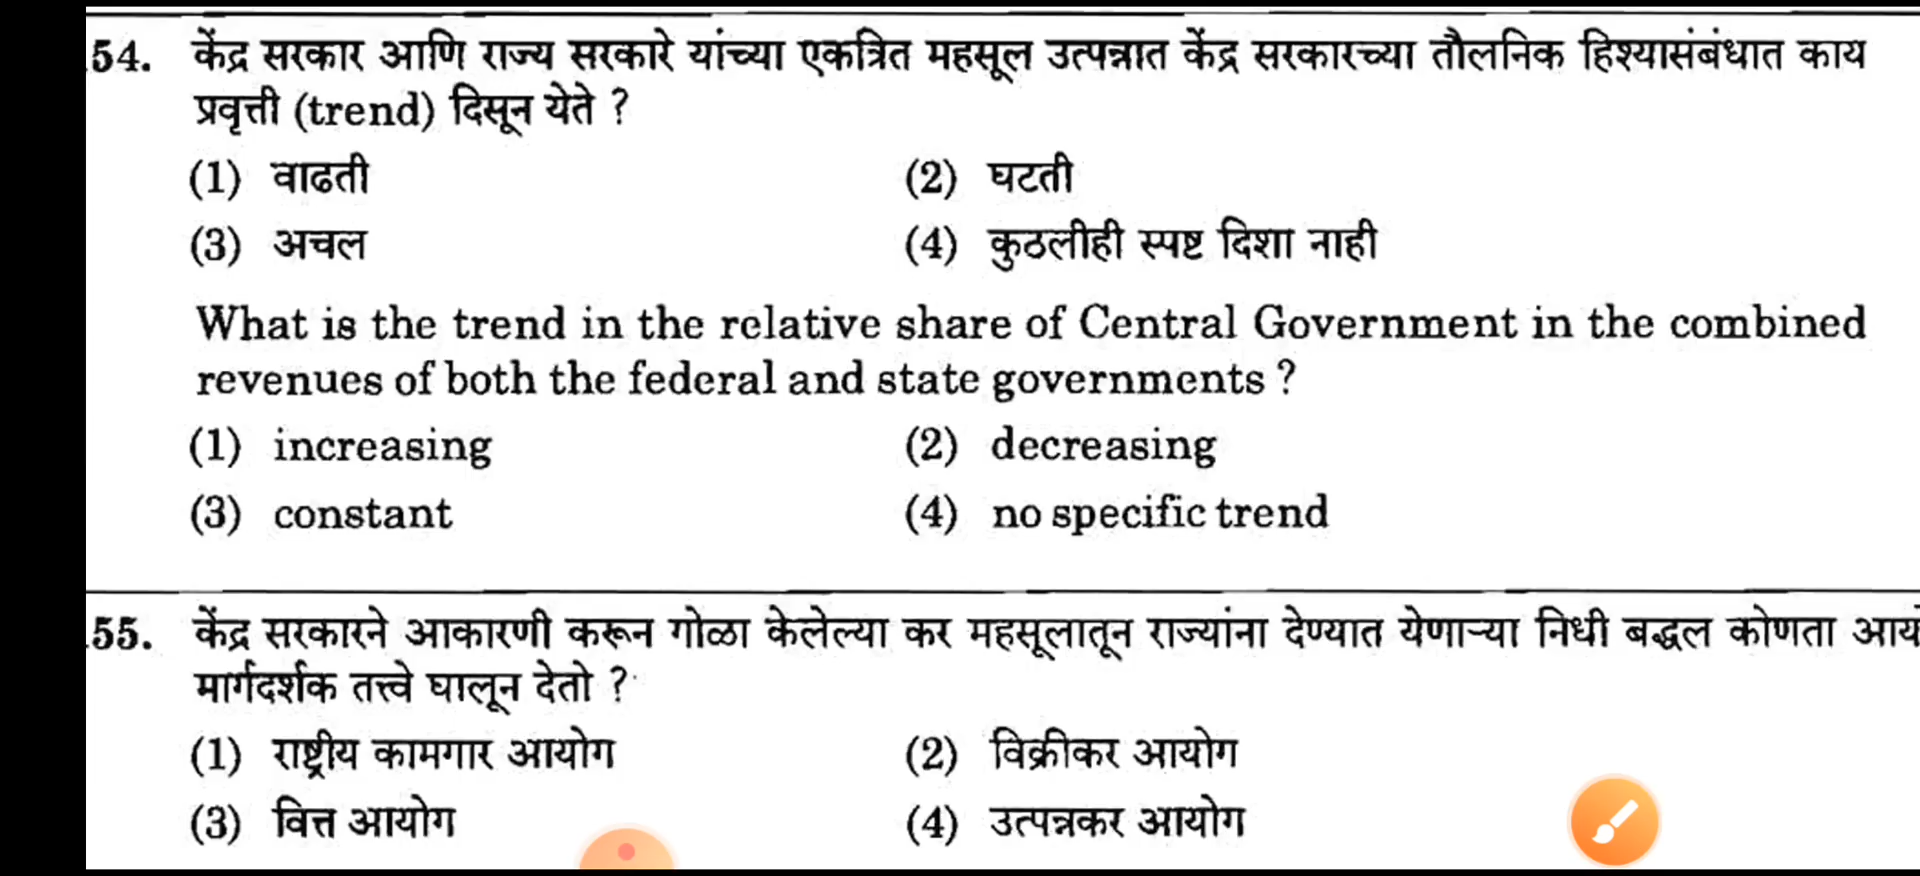 54. केंद्र सरकार आणि राज्य सरकारे यांच्या एकत्रित महसूल उत्पन्नात केंद्र सरकारच्या तौलनिक हिश्यासंबंधात काय
प्रवृत्ती (trend) दिसून येते ?
(1) वाढती (2) घटती
(3) अचल (4) कुठलीही स्पष्ट दिशा नाही
What is the trend in the relative share of Central Government in the combined
revenues of both the federal and state governments ?
(1) increasing (2) decreasing
(3) constant (4) no specific trend
55. केंद्र सरकारने आकारणी करून गोळा केलेल्या कर महसूलातून राज्यांना देण्यात येणाऱ्या निधी बद्धल कोणता
मार्गदर्शक तत्त्वे घालून देतो ?
(1) राष्ट्रीय कामगार आयोग (2) विक्रीकर आयोग
(3) वित्त आयोग (4) उत्पन्नकर आयोग